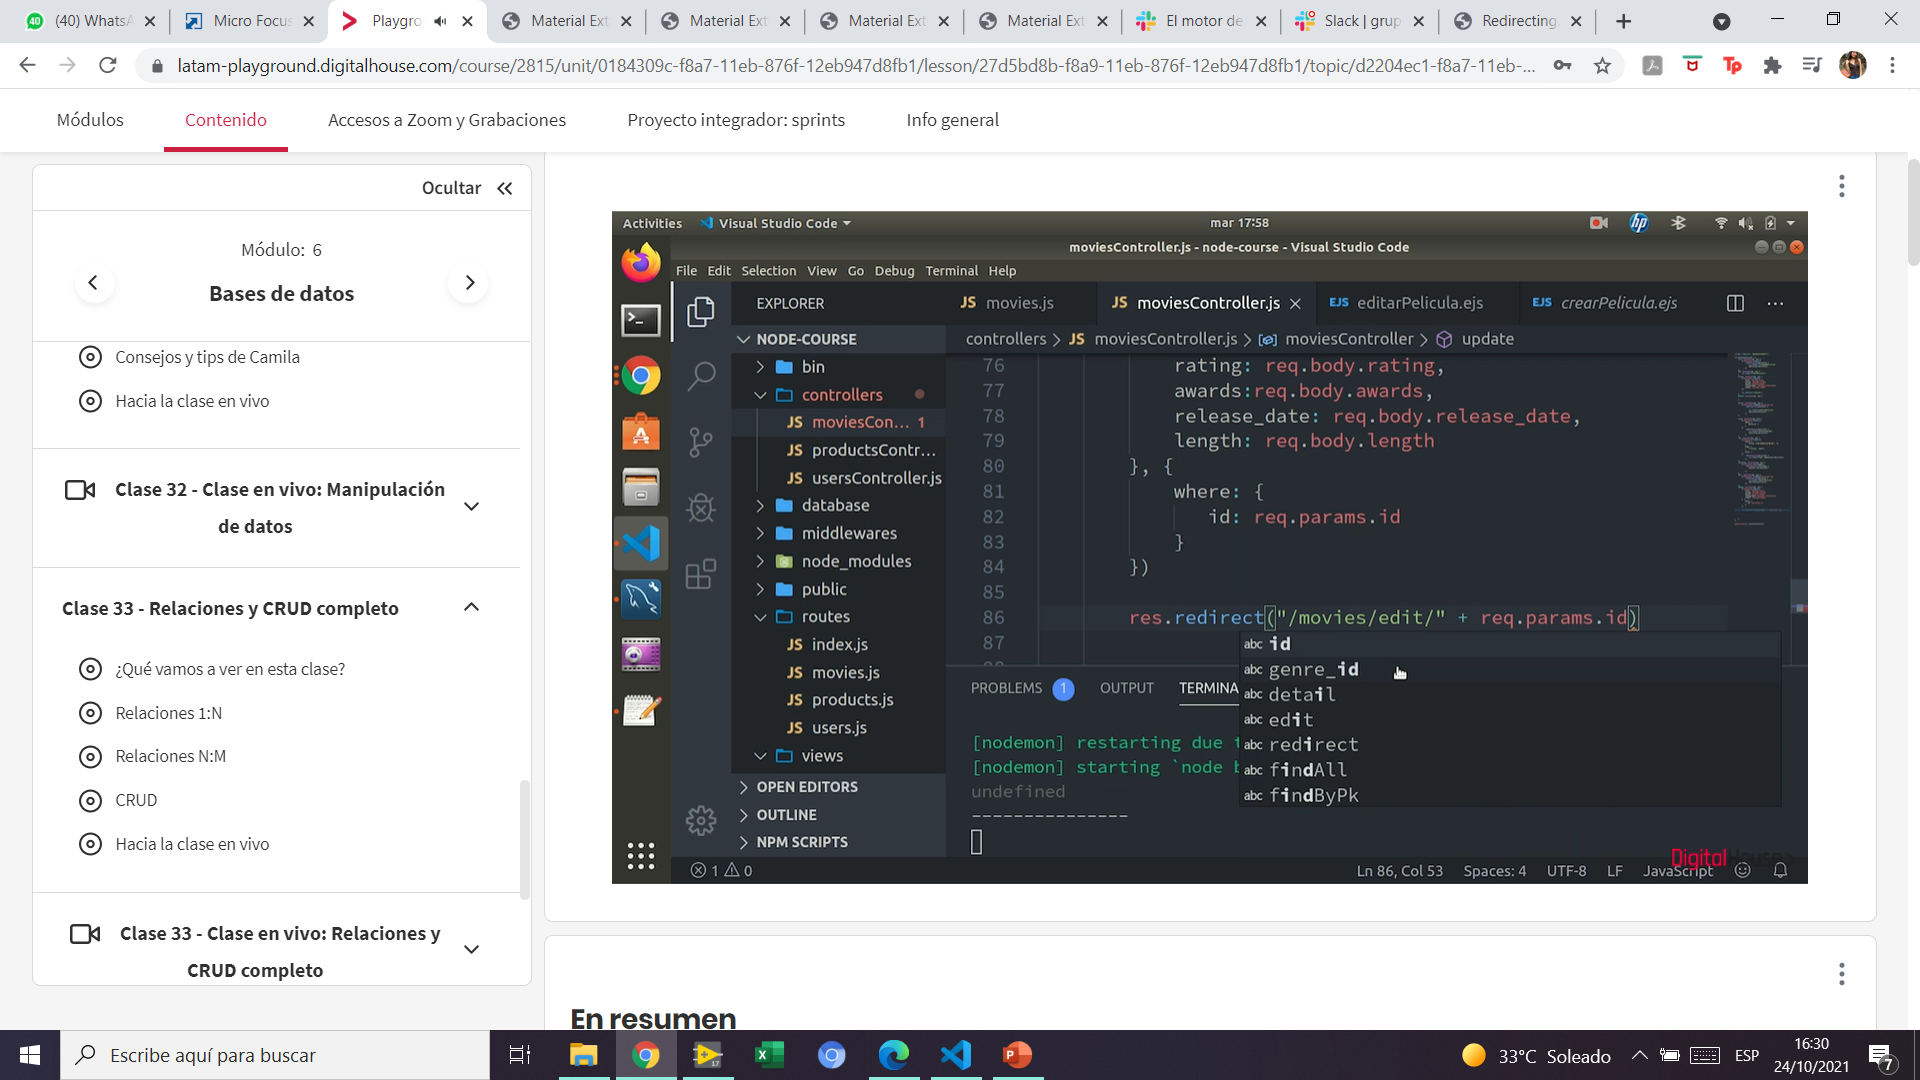 (40) WhatsA
Micro Focus
Playgro
Material Ext
Material Ext
Material Ext
Material Ext
El motor de
Slack | grup
Redirecting
latam-playground.digitalhouse.com/course/2815/unit/0184309c-f8a7-11eb-876f-12eb947d8fb1/lesson/27d5bd8b-f8a9-11eb-876f-12eb947d8fb1/topic/d2204ec1-f8a7-11eb-...
Módulos
Contenido
Accesos a Zoom y Grabaciones
Proyecto integrador: sprints
Info general
Ocultar
Módulo: 6
Bases de datos
Consejos y tips de Camila
Hacia la clase en vivo
Clase 32 - Clase en vivo: Manipulación
de datos
Clase 33 - Relaciones y CRUD completo
¿Qué vamos a ver en esta clase?
Relaciones 1:N
Relaciones N:M
CRUD
Hacia la clase en vivo
Clase 33 - Clase en vivo: Relaciones y
CRUD completo
Activities Visual Studio Code mar 17:58
moviesController.js - node-course - Visual Studio Code
File Edit Selection View Go Debug Terminal Help
EXPLORER
JS movies.js
JS moviesController.js
EJS editarPelicula.ejs
EJS crearPelicula.ejs
NODE-COURSE
bin
controllers
JS moviesCon... 1
JS productsContr...
JS usersController.js
database
middlewares
node_modules
public
routes
JS index.js
JS movies.js
JS products.js
JS users.js
views
OPEN EDITORS
OUTLINE
NPM SCRIPTS
controllers > JS moviesController.js > moviesController > update
76 rating: req.body.rating,
77 awards:req.body.awards,
78 release_date: req.body.release_date,
79 length: req.body.length
80 }, {
81 where: {
82 id: req.params.id
83 }
84 })
85
86 res.redirect("/movies/edit/" + req.params.id)
87
abc id
abc genre_id
abc detail
abc edit
abc redirect
abc findAll
abc findByPk
PROBLEMS 1 OUTPUT TERMINA
[nodemon] restarting due t
[nodemon] starting `node b
undefined
---------------
1 0 Ln 86, Col 53 Spaces: 4 UTF-8 LF JavaScript
DigitalHouse>
En resumen
Escribe aquí para buscar
33°C Soleado
ESP
16:30
24/10/2021
7